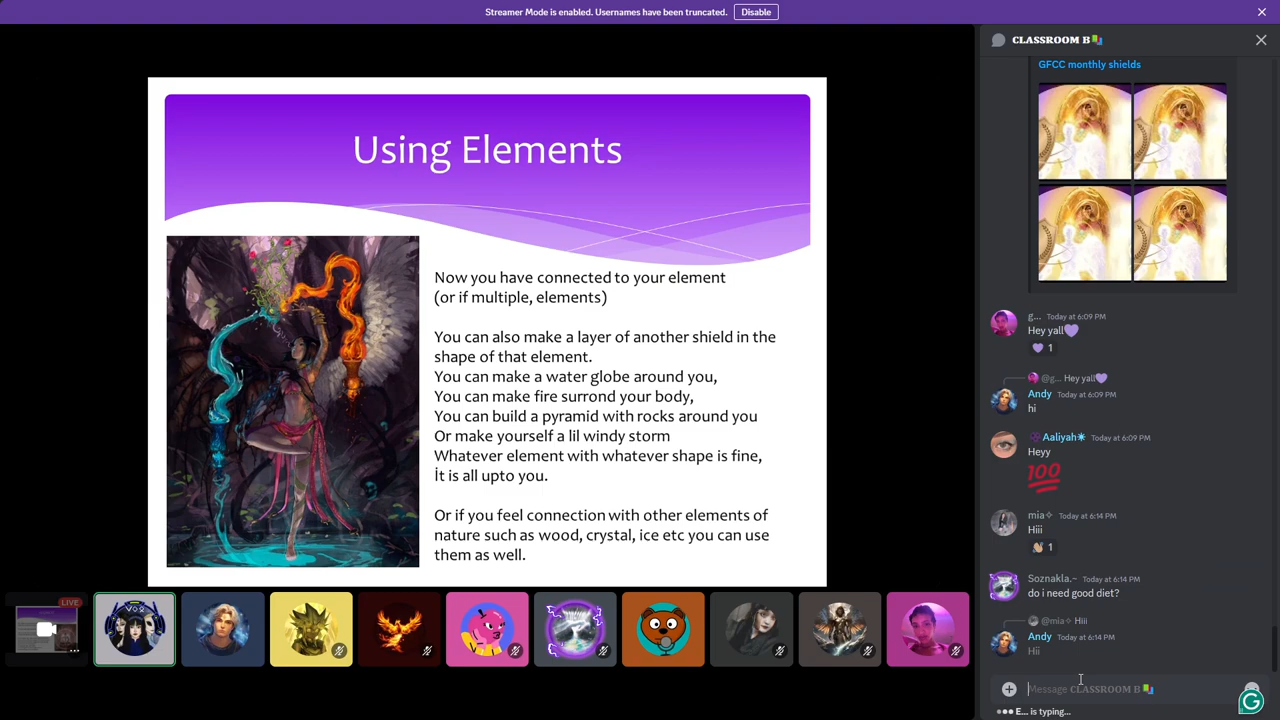 Streamer Mode is enabled. Usernames have been truncated. Disable
CLASSROOM B
GFCC monthly shields
Using Elements
Now you have connected to your element
(or if multiple, elements)
You can also make a layer of another shield in the
shape of that element.
You can make a water globe around you,
You can make fire surrond your body,
You can build a pyramid with rocks around you
Or make yourself a lil windy storm
Whatever element with whatever shape is fine,
İt is all upto you.
Or if you feel connection with other elements of
nature such as wood, crystal, ice etc you can use
them as well.
LIVE
VOX
g... Today at 6:09 PM
Hey yall💜
💜 1
@g... Hey yall💜
Andy Today at 6:09 PM
hi
Aaliyah☀ Today at 6:09 PM
Heyy
100
mia✧ Today at 6:14 PM
Hiii
👋🏼 1
Soznakla.~ Today at 6:14 PM
do i need good diet?
@mia✧ Hiii
Andy Today at 6:14 PM
Hii
Message CLASSROOM B
E... is typing...